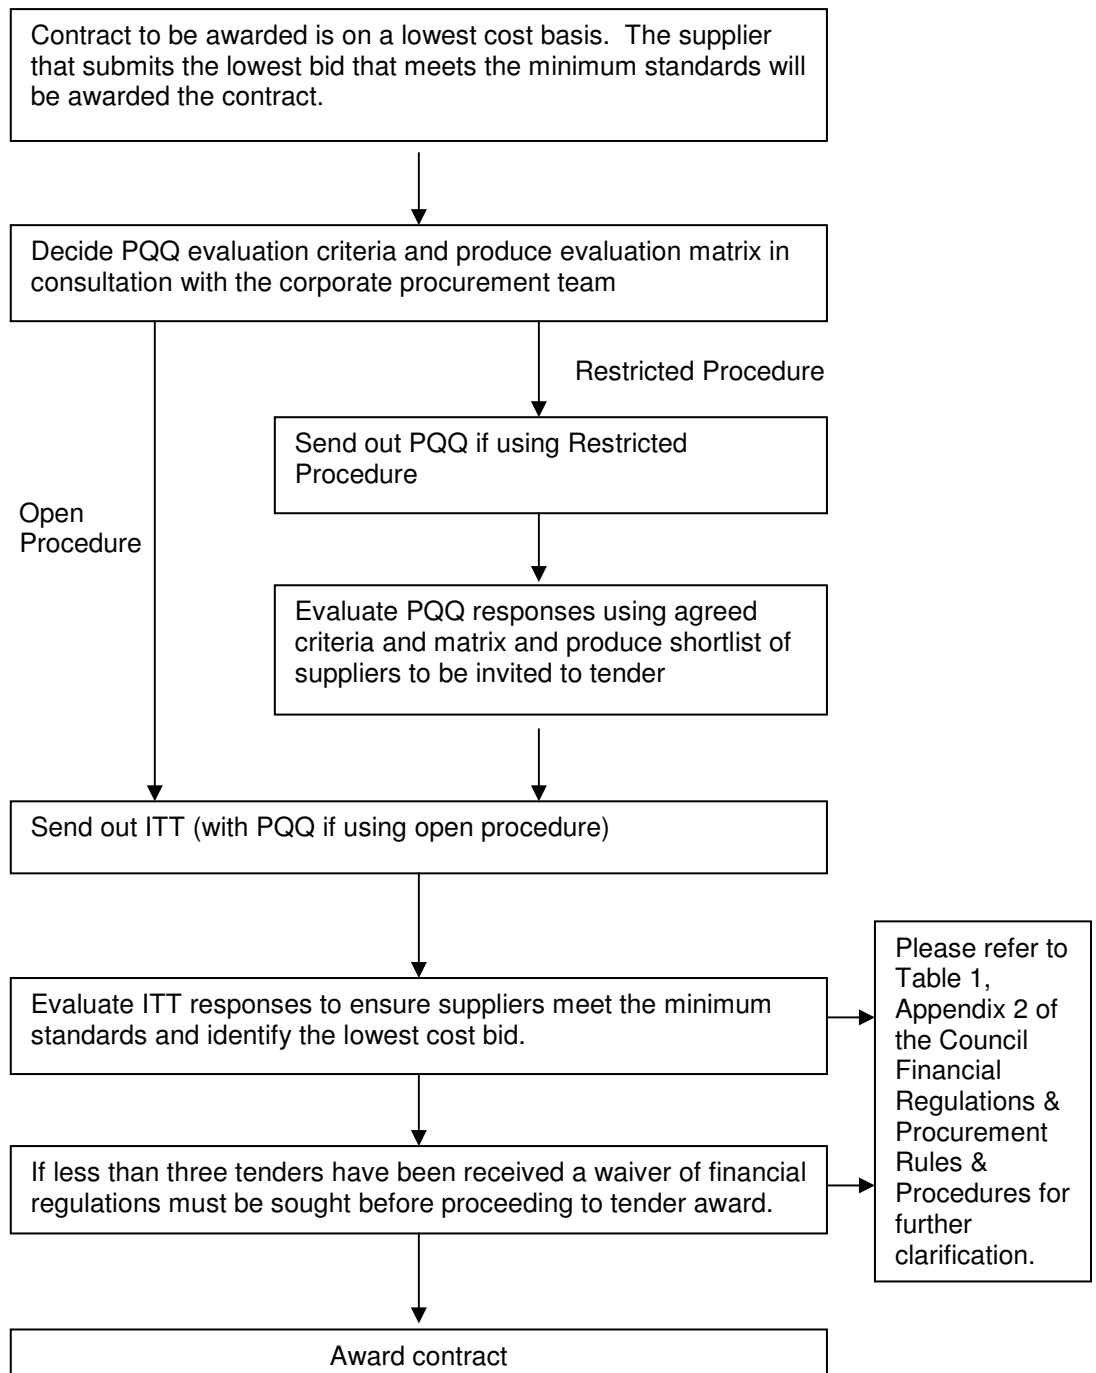 Contract to be awarded is on a lowest cost basis.  The supplier
that submits the lowest bid that meets the minimum standards will
be awarded the contract.
Decide PQQ evaluation criteria and produce evaluation matrix in
consultation with the corporate procurement team
Restricted Procedure
Send out PQQ if using Restricted
Procedure
Open
Procedure
Evaluate PQQ responses using agreed
criteria and matrix and produce shortlist of
suppliers to be invited to tender
Send out ITT (with PQQ if using open procedure)
Evaluate ITT responses to ensure suppliers meet the minimum
standards and identify the lowest cost bid.
Please refer to
Table 1,
Appendix 2 of
the Council
Financial
Regulations &
Procurement
Rules &
Procedures for
further
clarification.
If less than three tenders have been received a waiver of financial
regulations must be sought before proceeding to tender award.
Award contract